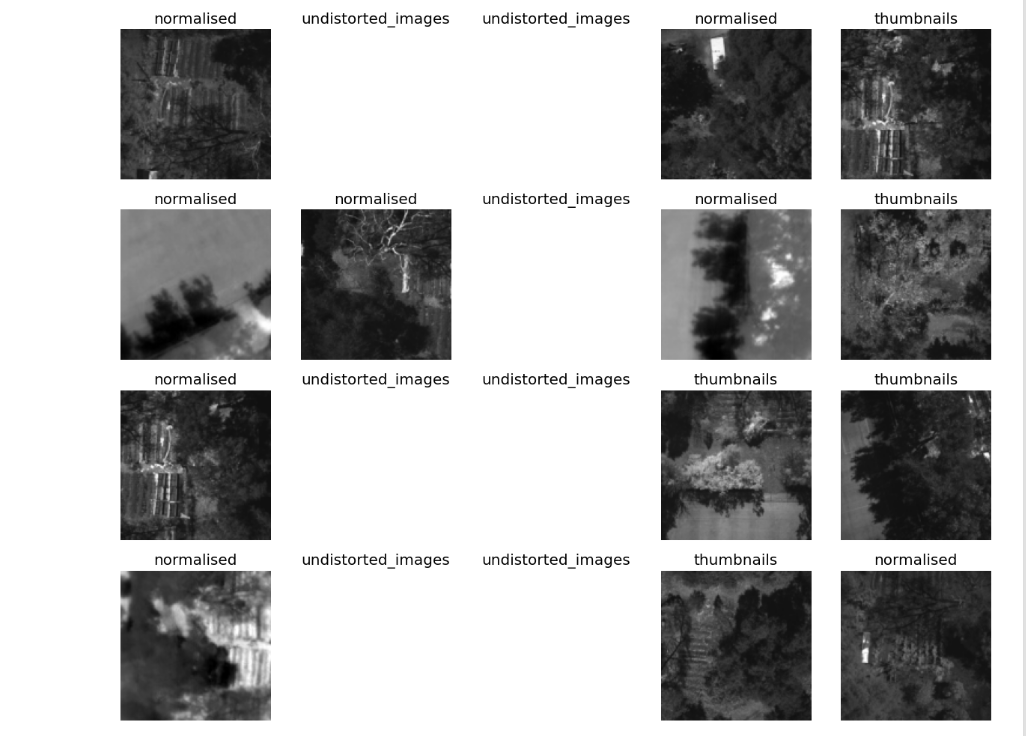 normalised undistorted_images undistorted_images normalised thumbnails
normalised normalised undistorted_images normalised thumbnails
normalised undistorted_images undistorted_images thumbnails thumbnails
normalised undistorted_images undistorted_images thumbnails normalised